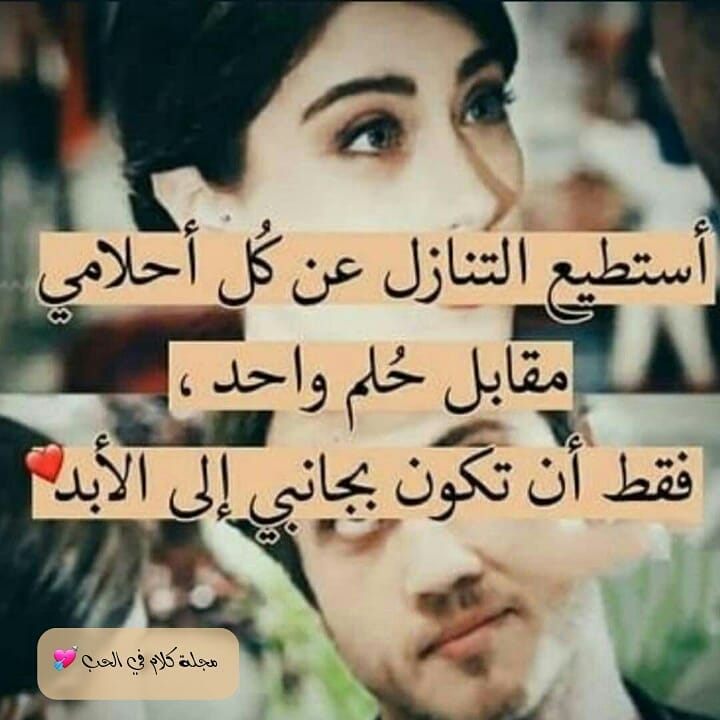 أستطيع التنازل عن كُل أحلامي
مقابل حُلم واحد ،
فقط أن تكون بجانبي إلى الأبد❤️
مجلة كلام في الحب 💘